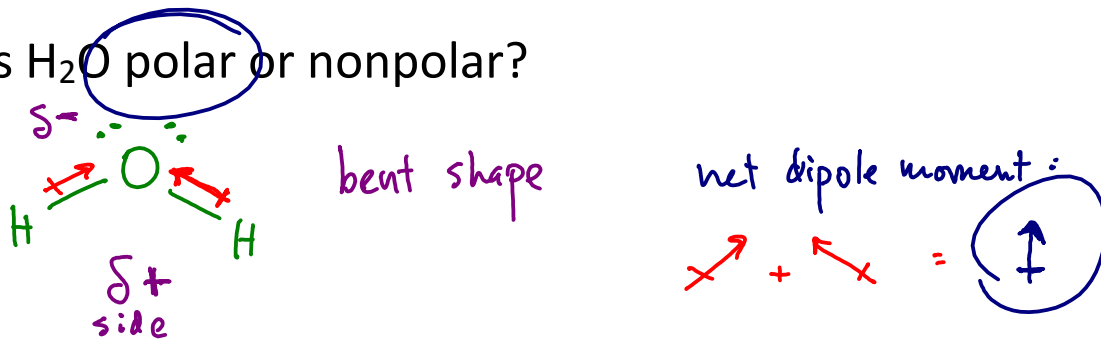 s H₂O polar or nonpolar?
δ-
O
H
H
δ+
side
bent shape
net dipole moment:
+ =